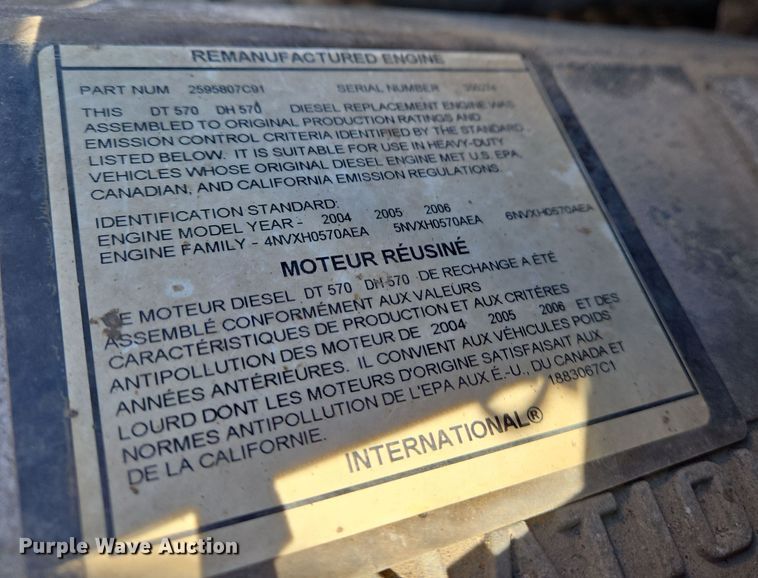 REMANUFACTURED ENGINE
PART NUM 2595807C91 SERIAL NUMBER
THIS DT 570 DH 570 DIESEL REPLACEMENT ENGINE WAS
ASSEMBLED TO ORIGINAL PRODUCTION RATINGS AND
EMISSION CONTROL CRITERIA IDENTIFIED BY THE STANDARD
LISTED BELOW. IT IS SUITABLE FOR USE IN HEAVY-DUTY
VEHICLES WHOSE ORIGINAL DIESEL ENGINE MET U.S. EPA,
CANADIAN, AND CALIFORNIA EMISSION REGULATIONS.
IDENTIFICATION STANDARD:
ENGINE MODEL YEAR - 2004 2005 2006
ENGINE FAMILY - 4NVXH0570AEA 5NVXH0570AEA 6NVXH0570AEA
MOTEUR RÉUSINÉ
CE MOTEUR DIESEL DT 570 DH 570 DE RECHANGE A ÉTÉ
ASSEMBLÉ CONFORMÉMENT AUX VALEURS
CARACTÉRISTIQUES DE PRODUCTION ET AUX CRITÈRES
ANTIPOLLUTION DES MOTEUR DE 2004 2005 2006 ET DES
ANNÉES ANTÉRIEURES. IL CONVIENT AUX VÉHICULES POIDS
LOURD DONT LES MOTEURS D'ORIGINE SATISFAISAIT AUX
NORMES ANTIPOLLUTION DE L'EPA AUX É.-U., DU CANADA ET
DE LA CALIFORNIE. 1883067C1
INTERNATIONAL®
Purple Wave Auction